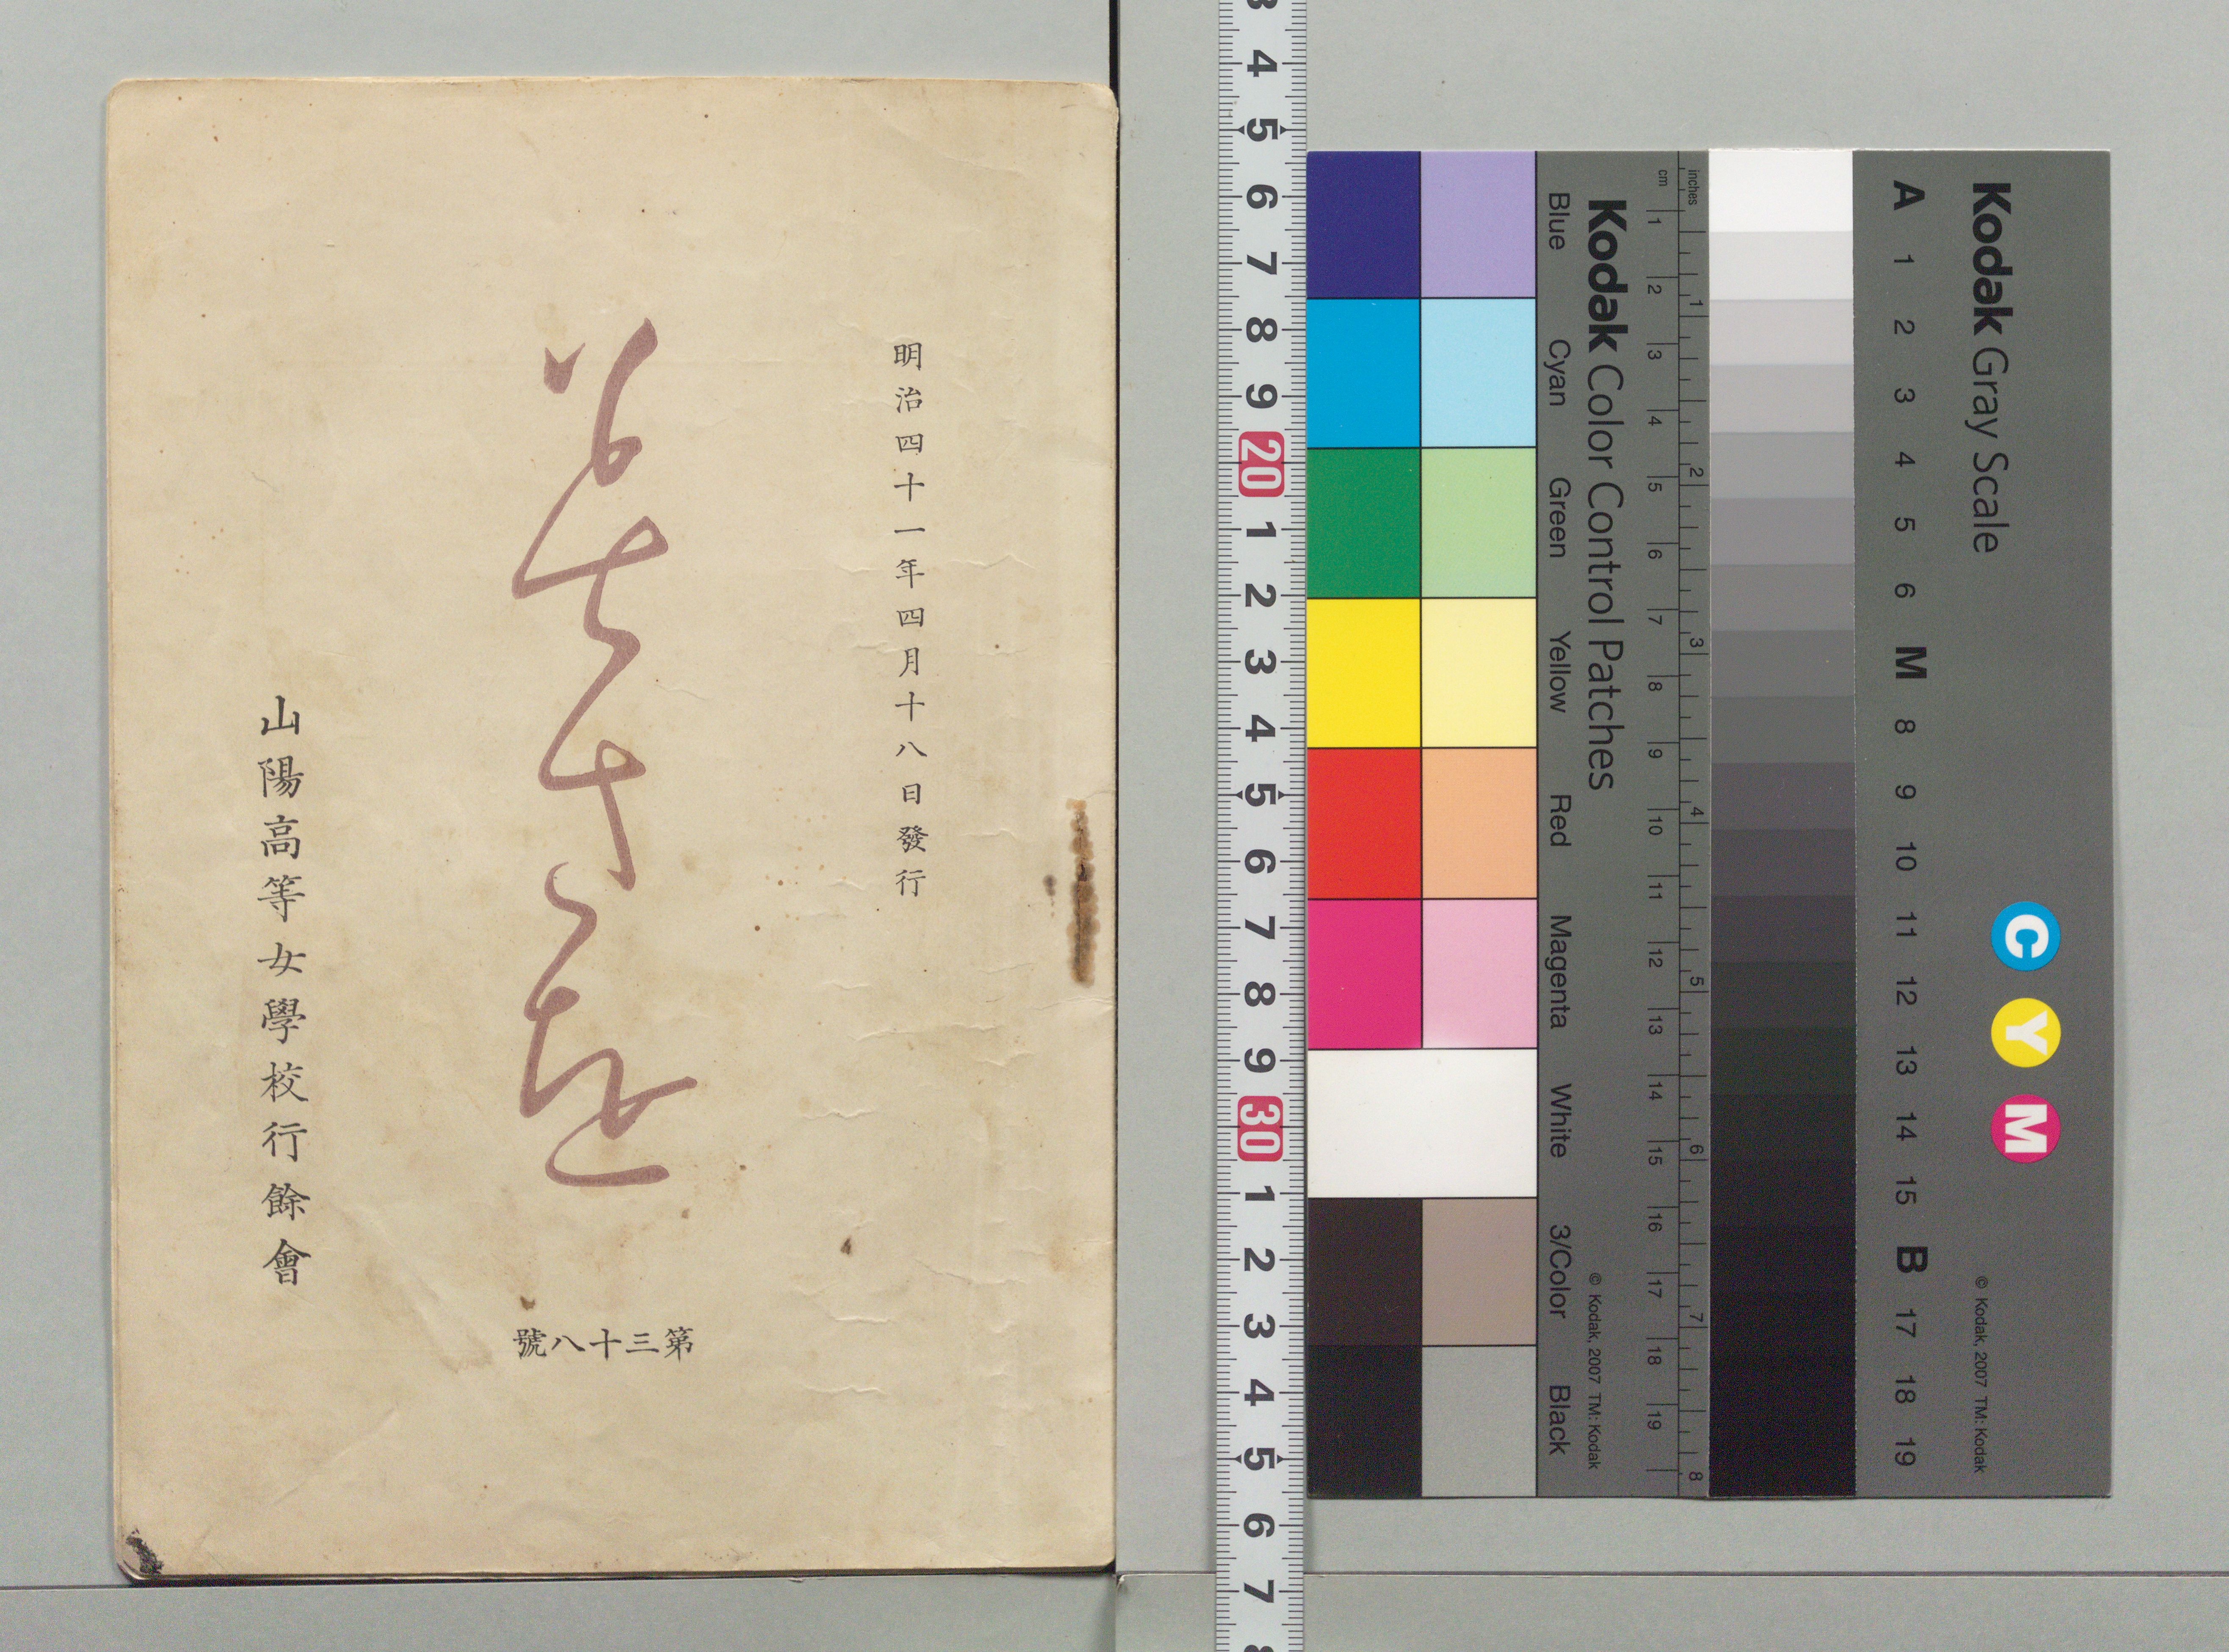 明治四十一年四月十八日發行
みさを
第三十八號
山陽高等女學校行餘會
3 4 5 6 7 8 9 20 1 2 3 4 5 6 7 8 9 30 1 2 3 4 5 6 7 8
Kodak Gray Scale
C Y M
© Kodak, 2007 TM: Kodak
A 1 2 3 4 5 6 M 8 9 10 11 12 13 14 15 B 17 18 19
inches 1 2 3 4 5 6 7 8
cm 1 2 3 4 5 6 7 8 9 10 11 12 13 14 15 16 17 18 19
Kodak Color Control Patches
© Kodak, 2007 TM: Kodak
Blue Cyan Green Yellow Red Magenta White 3/Color Black